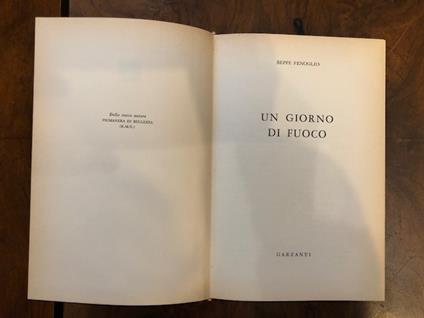 Dello stesso autore
PRIMAVERA DI BELLEZZA
(R.M.G.)
BEPPE FENOGLIO
UN GIORNO
DI FUOCO
GARZANTI